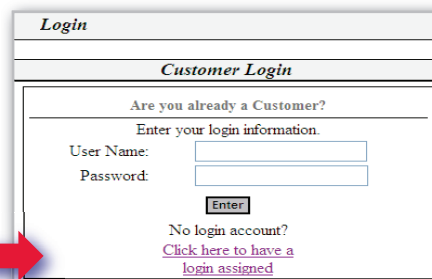 Login
Customer Login
Are you already a Customer?
Enter your login information.
User Name:
Password:
Enter
No login account?
Click here to have a
login assigned